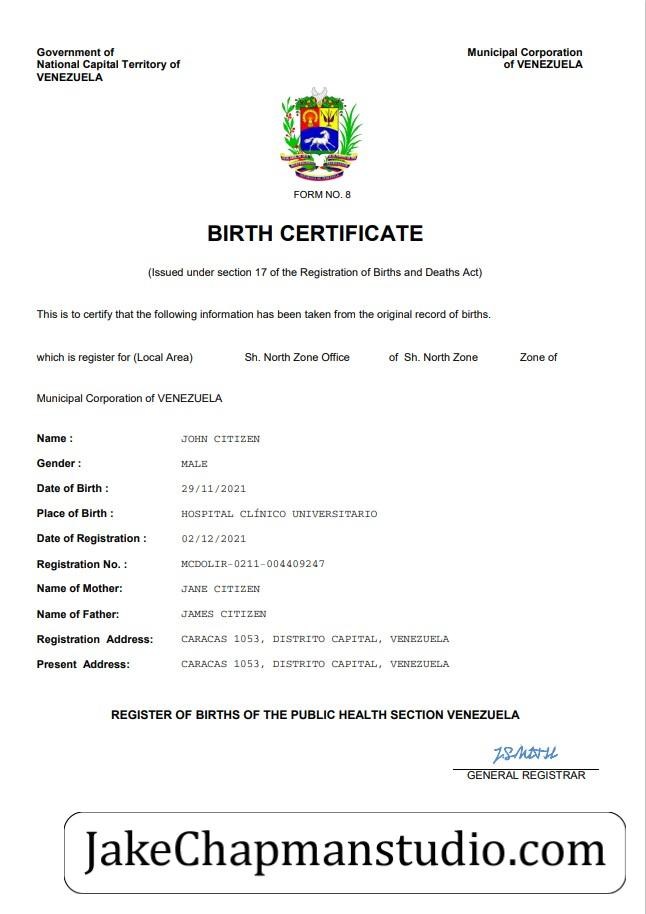 Government of
National Capital Territory of
VENEZUELA
Municipal Corporation
of VENEZUELA
FORM NO. 8
BIRTH CERTIFICATE
(Issued under section 17 of the Registration of Births and Deaths Act)
This is to certify that the following information has been taken from the original record of births.
which is register for (Local Area) Sh. North Zone Office of Sh. North Zone Zone of
Municipal Corporation of VENEZUELA
Name : JOHN CITIZEN
Gender : MALE
Date of Birth : 29/11/2021
Place of Birth : HOSPITAL CLÍNICO UNIVERSITARIO
Date of Registration : 02/12/2021
Registration No. : MCDOLIR-0211-004409247
Name of Mother: JANE CITIZEN
Name of Father: JAMES CITIZEN
Registration Address: CARACAS 1053, DISTRITO CAPITAL, VENEZUELA
Present Address: CARACAS 1053, DISTRITO CAPITAL, VENEZUELA
REGISTER OF BIRTHS OF THE PUBLIC HEALTH SECTION VENEZUELA
GENERAL REGISTRAR
JakeChapmanstudio.com